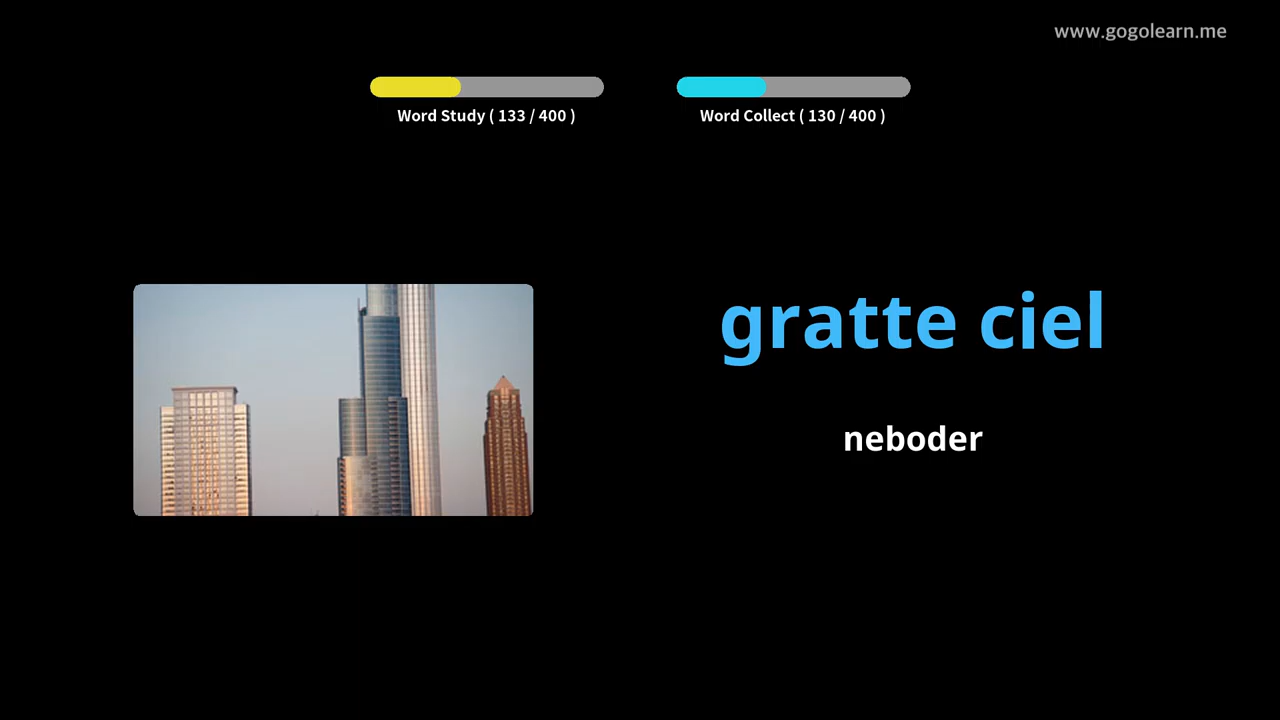 www.gogolearn.me
Word Study ( 133 / 400 )
Word Collect ( 130 / 400 )
gratte ciel
neboder